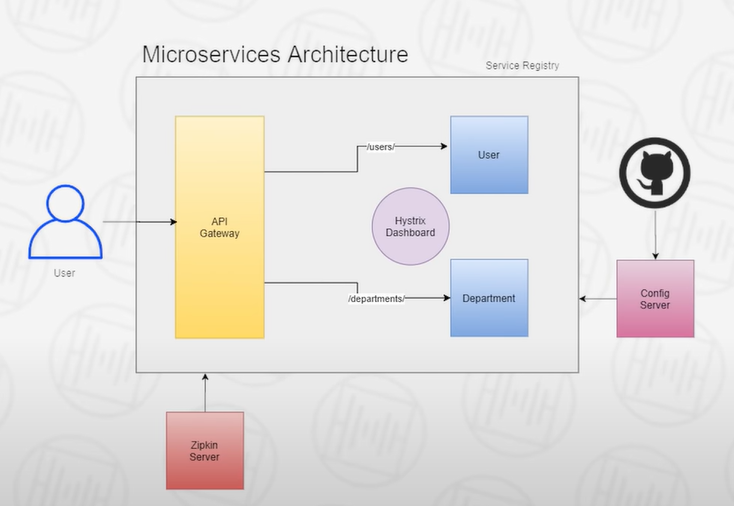 Microservices Architecture
Service Registry
/users/
User
API
Gateway
Hystrix
Dashboard
User
/departments/
Department
Config
Server
Zipkin
Server